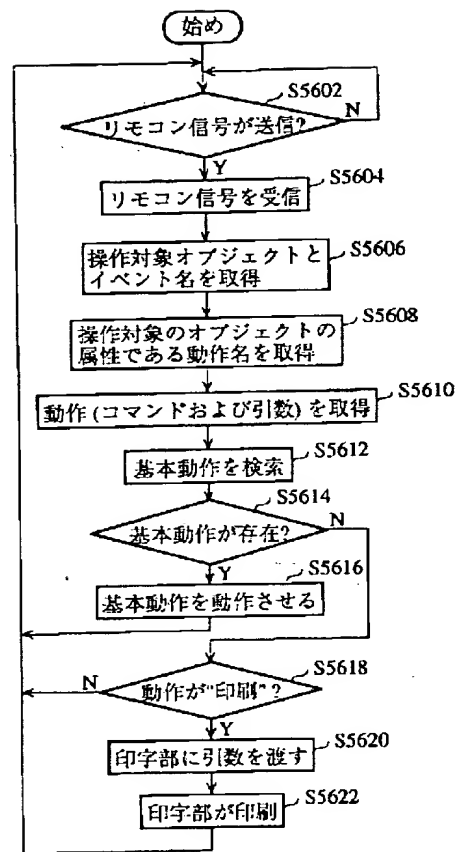 始め
S5602
リモコン信号が送信?
N
Y
S5604
リモコン信号を受信
S5606
操作対象オブジェクトと
イベント名を取得
S5608
操作対象のオブジェクトの
属性である動作名を取得
S5610
動作(コマンドおよび引数)を取得
S5612
基本動作を検索
S5614
基本動作が存在?
N
Y
S5616
基本動作を動作させる
S5618
N
動作が"印刷"?
Y
S5620
印字部に引数を渡す
S5622
印字部が印刷